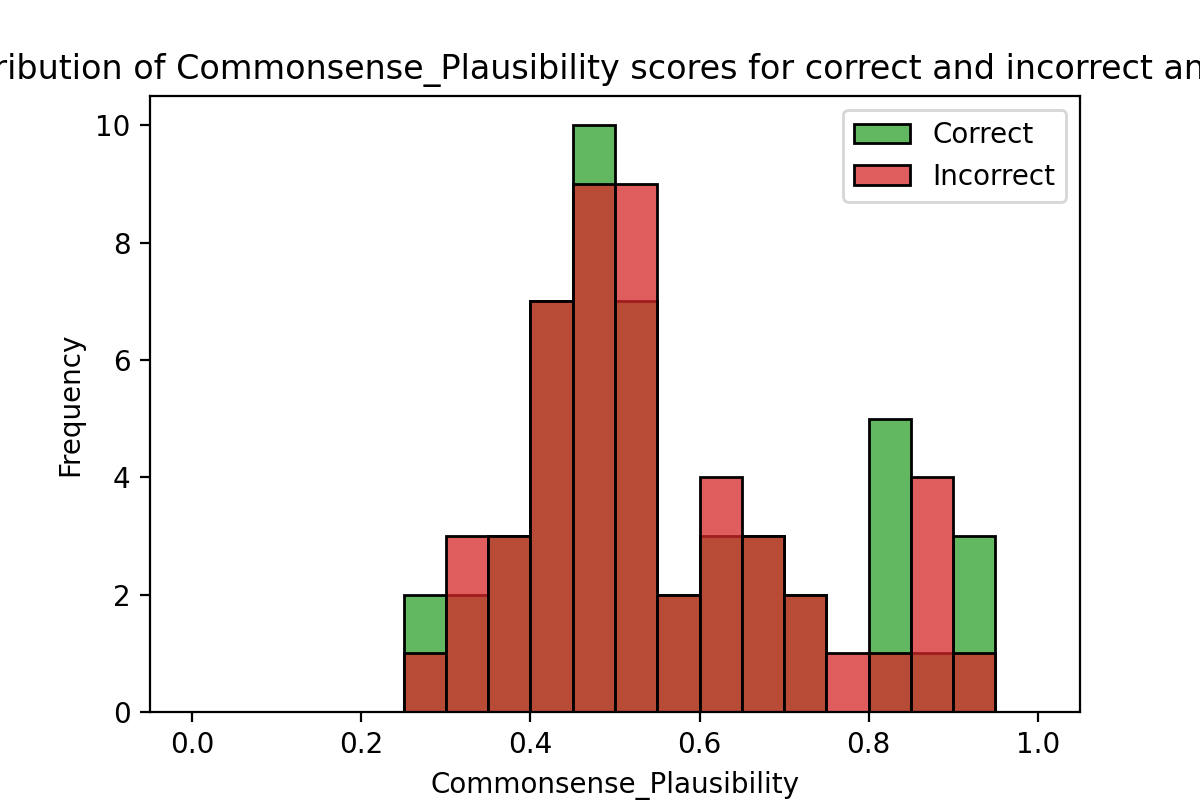 ribution of Commonsense_Plausibility scores for correct and incorrect an
Correct
Incorrect
Frequency
10
8
6
4
2
0
0.0 0.2 0.4 0.6 0.8 1.0
Commonsense_Plausibility